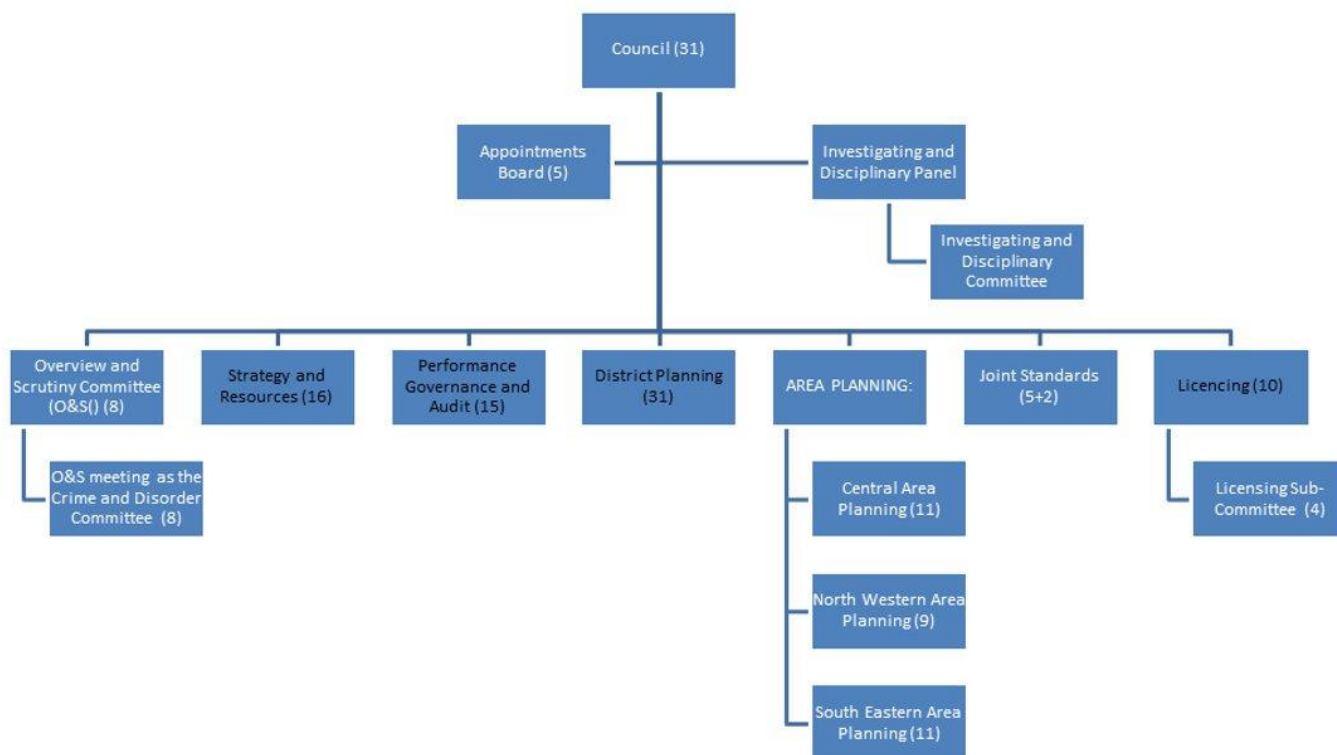 Council (31)
Appointments
Board (5)
Investigating and
Disciplinary Panel
Investigating and
Disciplinary
Committee
Overview and
Scrutiny Committee
(O&S() (8)
Strategy and
Resources (16)
Performance
Governance and
Audit (15)
District Planning
(31)
AREA PLANNING:
Joint Standards
(5+2)
Licencing (10)
O&S meeting as the
Crime and Disorder
Committee (8)
Central Area
Planning (11)
Licensing Sub-
Committee (4)
North Western Area
Planning (9)
South Eastern Area
Planning (11)